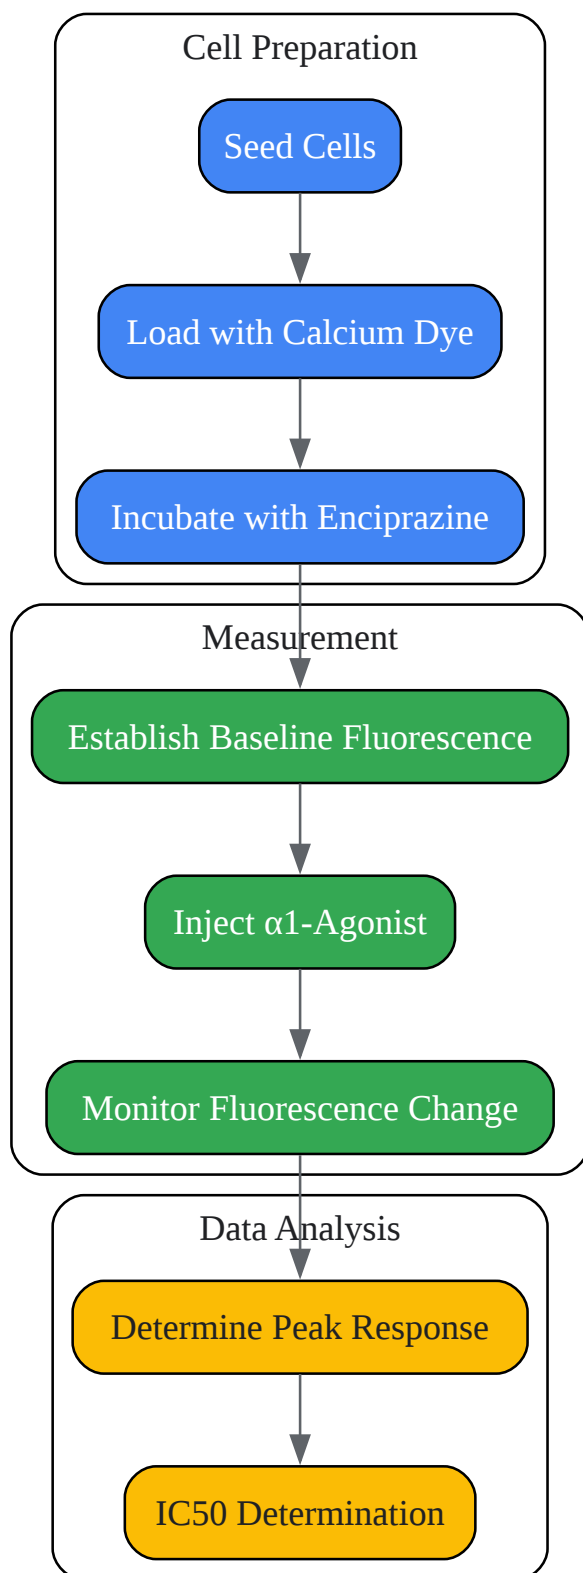 Cell Preparation
Seed Cells
Load with Calcium Dye
Incubate with Enciprazine
Measurement
Establish Baseline Fluorescence
Inject α1-Agonist
Monitor Fluorescence Change
Data Analysis
Determine Peak Response
IC50 Determination